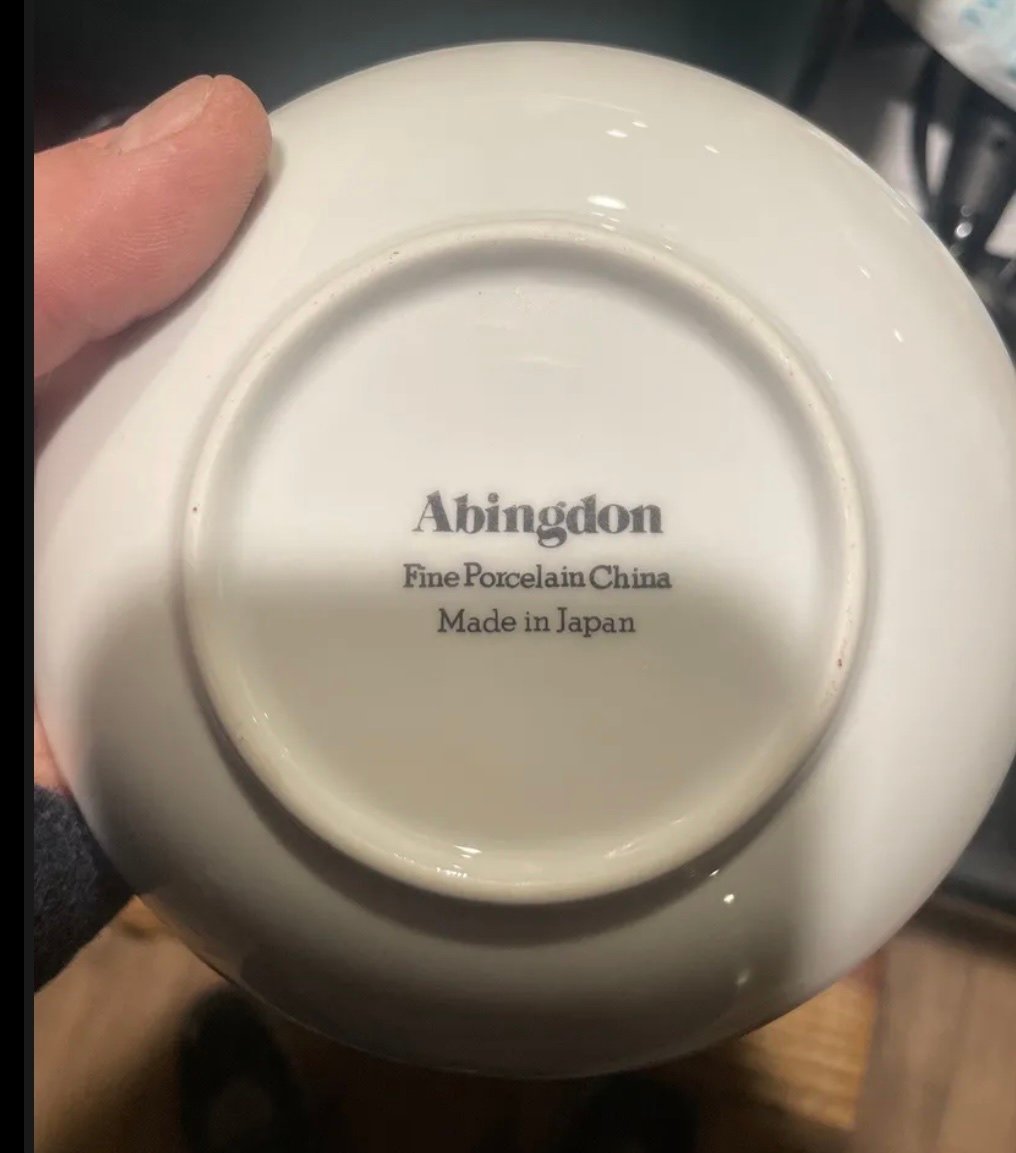 Abingdon
Fine Porcelain China
Made in Japan